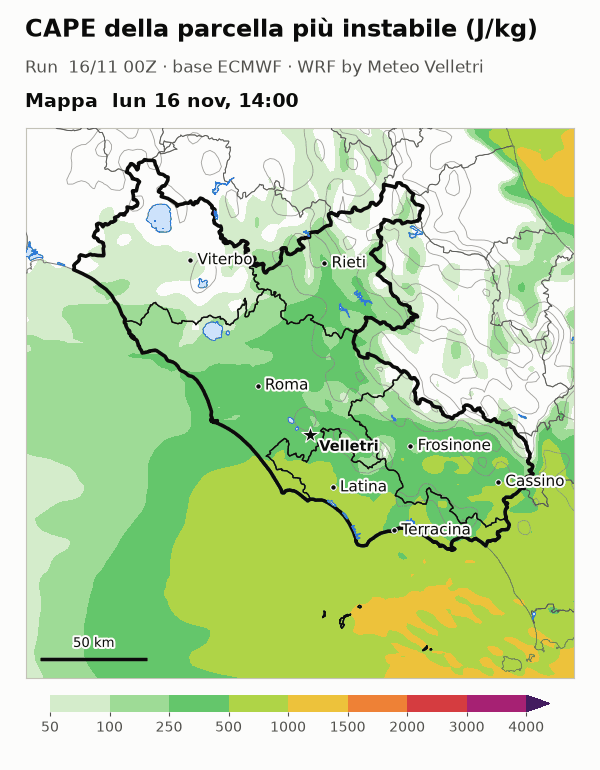 CAPE della parcella più instabile (J/kg)
Run 16/11 00Z · base ECMWF · WRF by Meteo Velletri
Mappa lun 16 nov, 14:00
Viterbo
Rieti
Roma
Velletri
Frosinone
Latina
Cassino
Terracina
50 km
50 100 250 500 1000 1500 2000 3000 4000